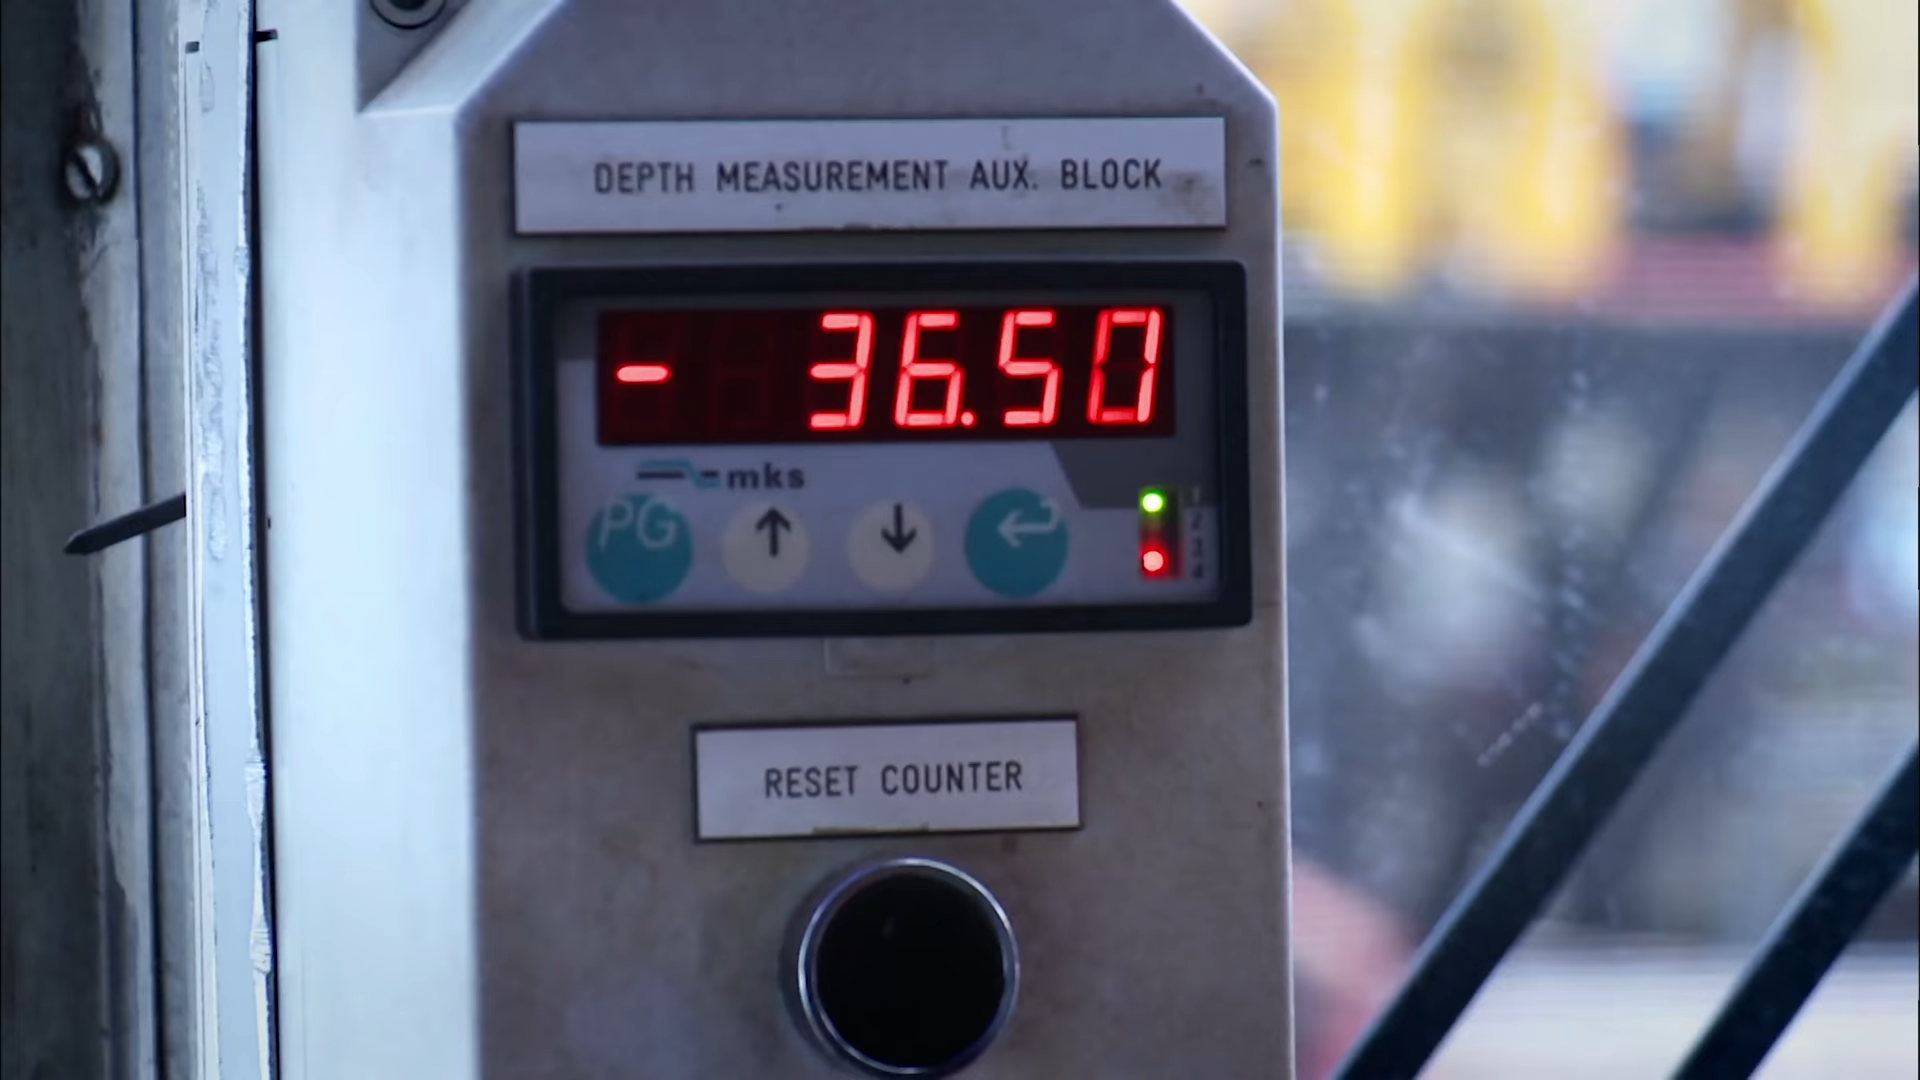 DEPTH MEASUREMENT AUX. BLOCK
- 36.50
mks
PG ↑ ↓ ↵
RESET COUNTER